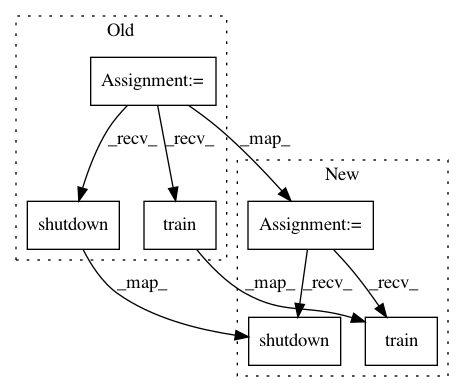 Old
Assignment:=
_recv_ _recv_ _map_
New
shutdown train Assignment:=
_map_ _map_ _recv_ _recv_
shutdown train